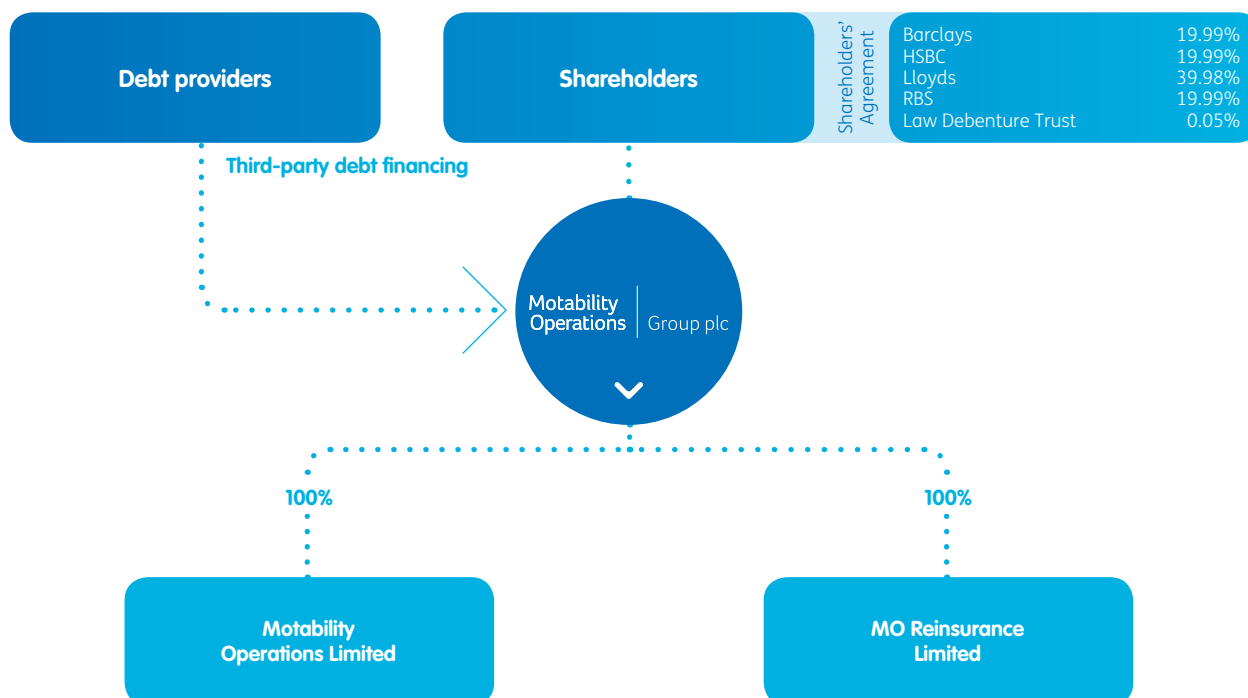 Debt providers
Shareholders
Shareholders’
Agreement
Barclays 19.99%
HSBC 19.99%
Lloyds 39.98%
RBS 19.99%
Law Debenture Trust 0.05%
Third-party debt financing
Motability
Operations
Group plc
100%
100%
Motability
Operations Limited
MO Reinsurance
Limited